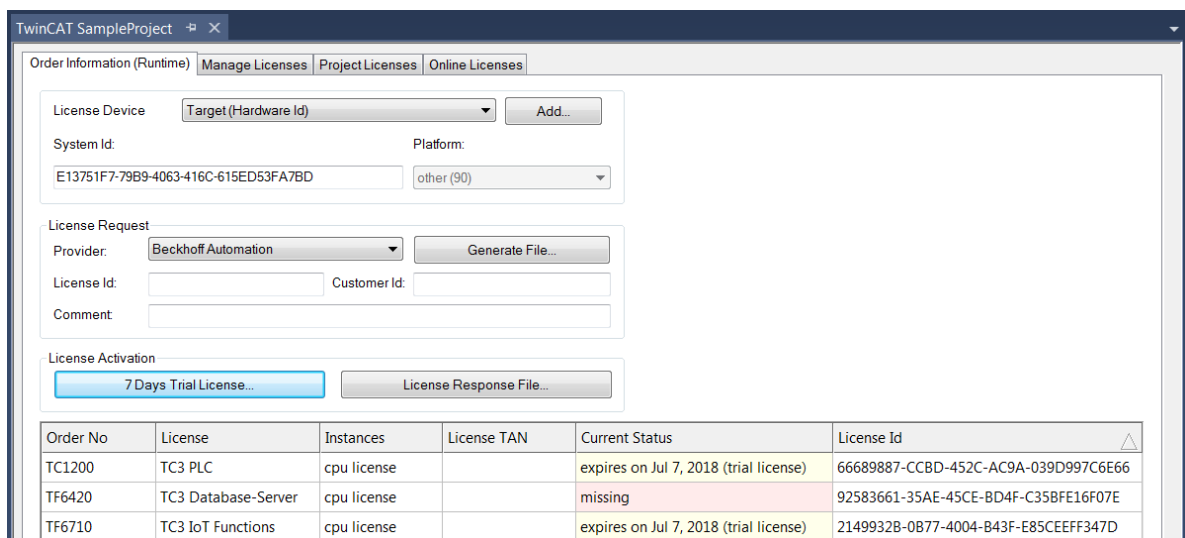 TwinCAT SampleProject
Order Information (Runtime) Manage Licenses Project Licenses Online Licenses
License Device Target (Hardware Id) Add...
System Id: Platform:
E13751F7-79B9-4063-416C-615ED53FA7BD other (90)
License Request
Provider: Beckhoff Automation Generate File...
License Id: Customer Id:
Comment:
License Activation
7 Days Trial License... License Response File...
Order No License Instances License TAN Current Status License Id
TC1200 TC3 PLC cpu license expires on Jul 7, 2018 (trial license) 66689887-CCBD-452C-AC9A-039D997C6E66
TF6420 TC3 Database-Server cpu license missing 92583661-35AE-45CE-BD4F-C35BFE16F07E
TF6710 TC3 IoT Functions cpu license expires on Jul 7, 2018 (trial license) 2149932B-0B77-4004-B43F-E85CEEFF347D